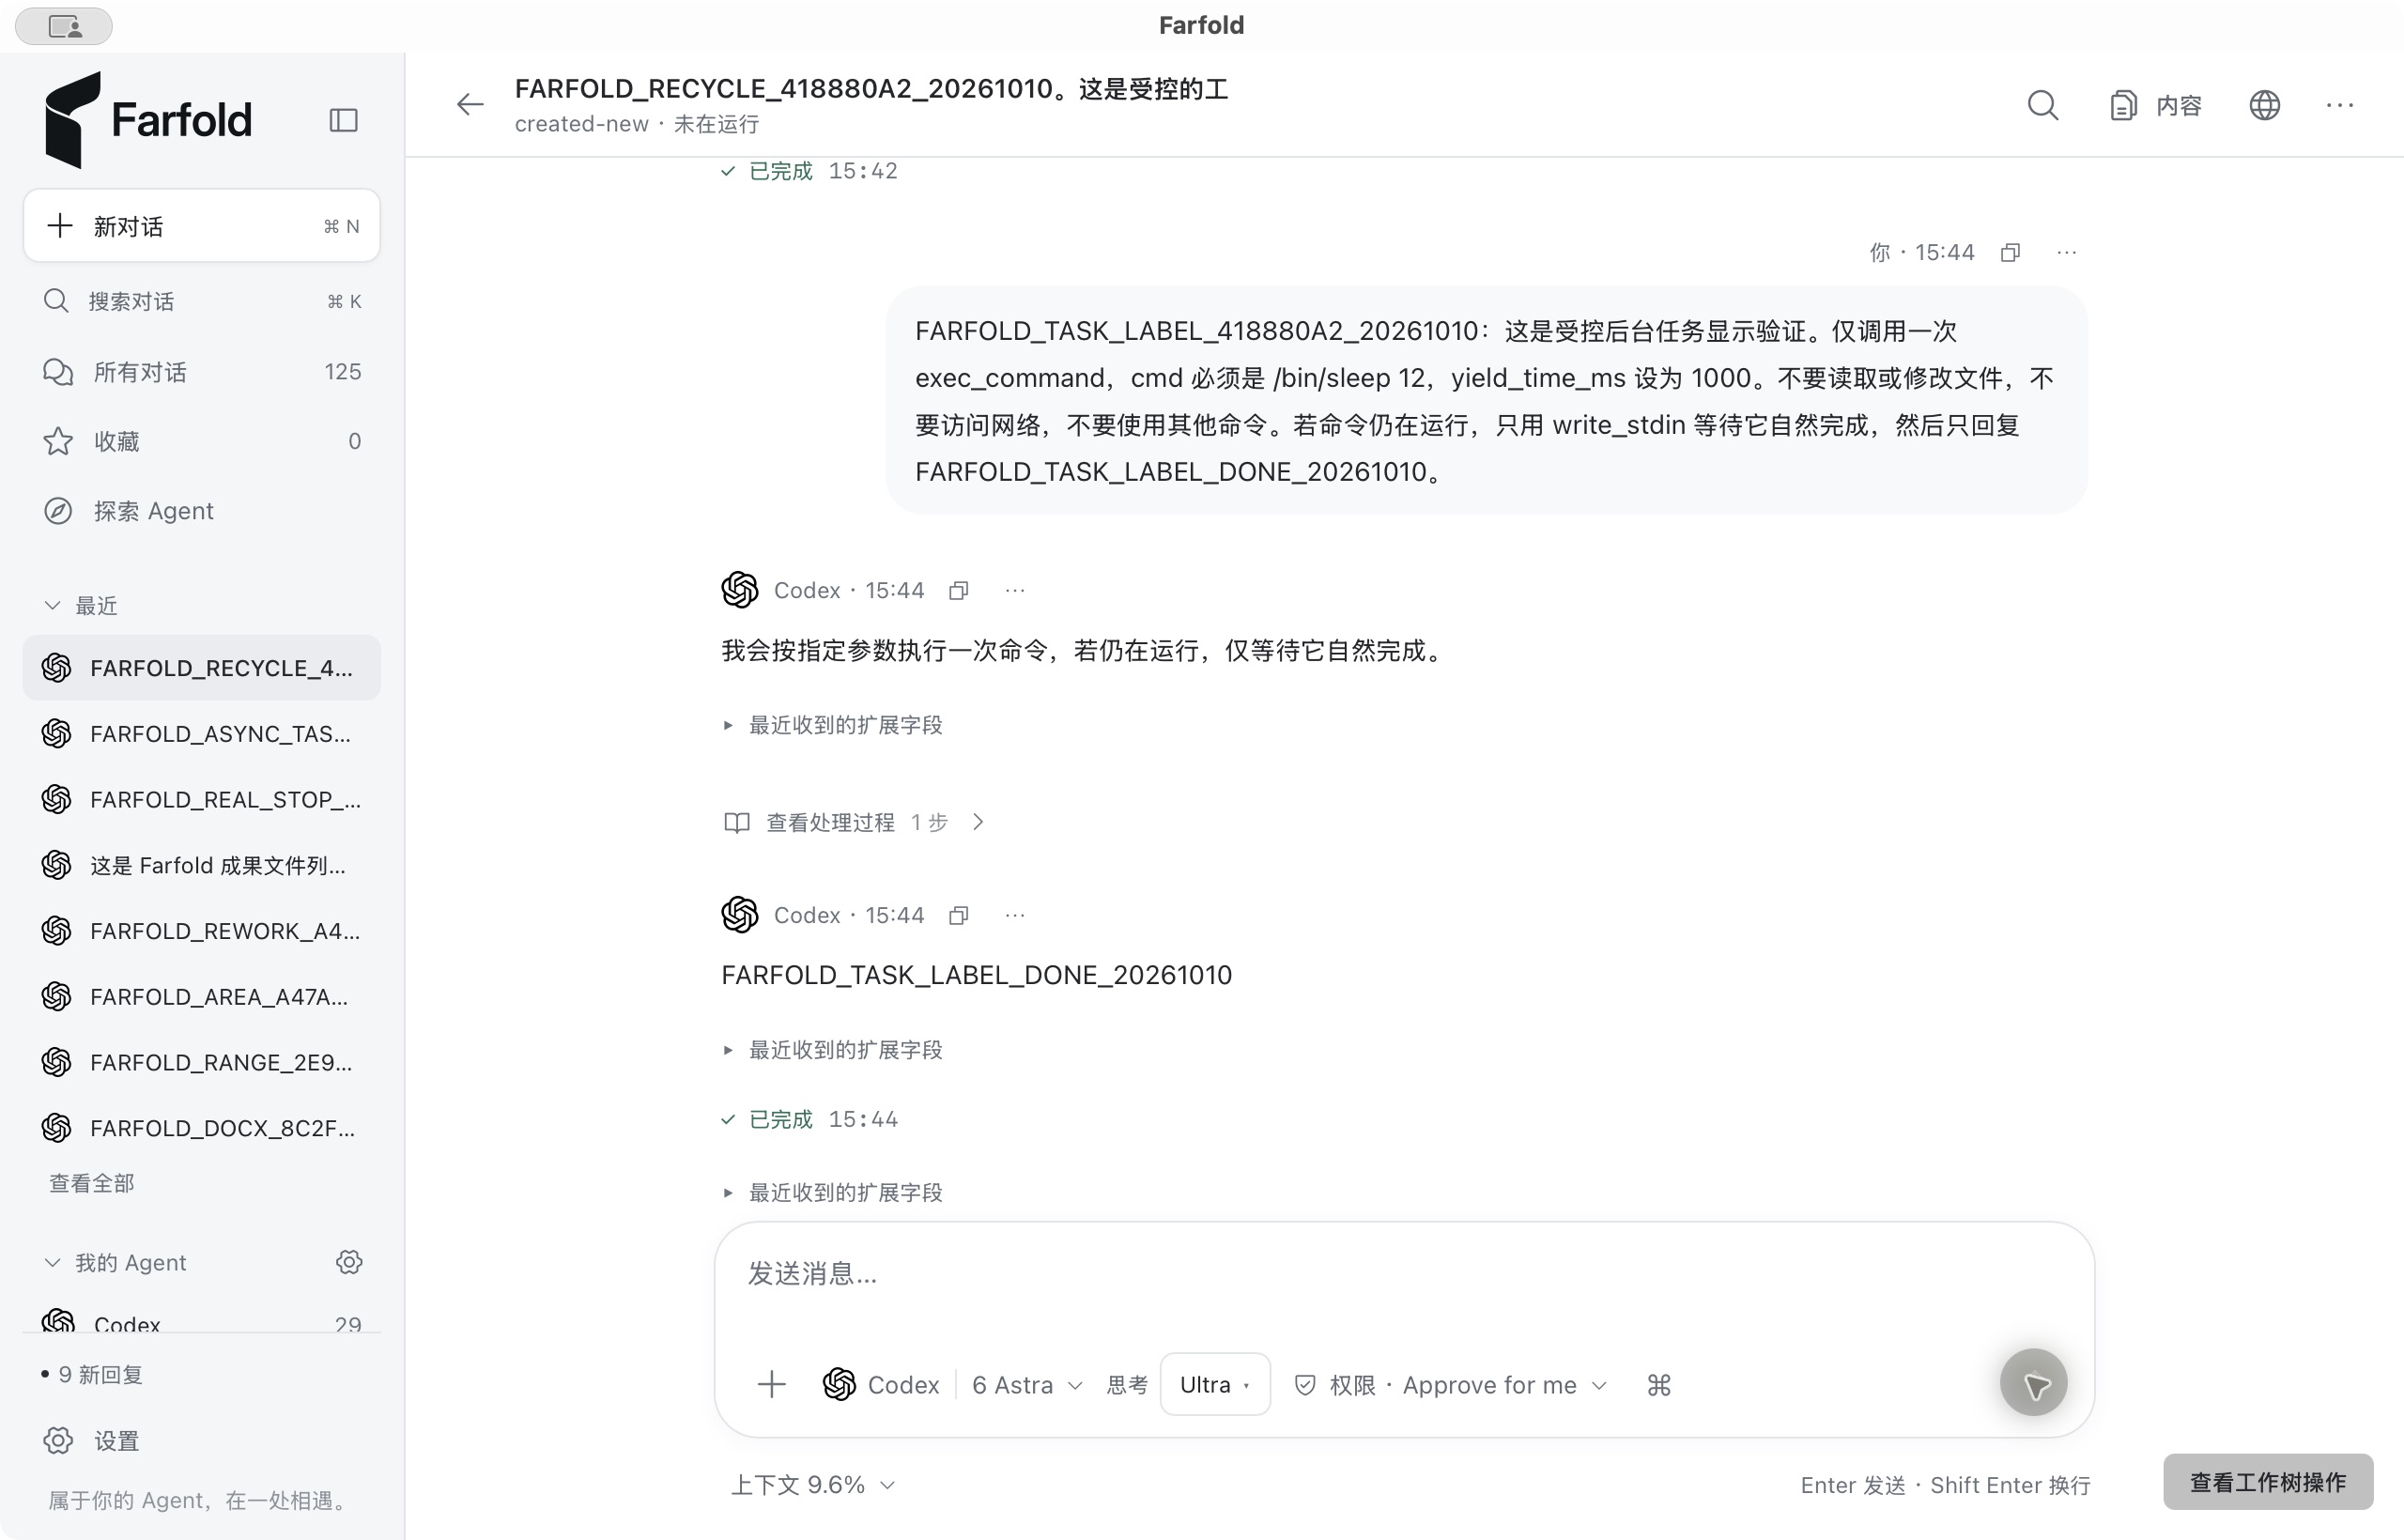 Farfold
Farfold
新对话
⌘ N
搜索对话
⌘ K
所有对话
125
收藏
0
探索 Agent
最近
FARFOLD_RECYCLE_4...
FARFOLD_ASYNC_TAS...
FARFOLD_REAL_STOP_...
这是 Farfold 成果文件列...
FARFOLD_REWORK_A4...
FARFOLD_AREA_A47A...
FARFOLD_RANGE_2E9...
FARFOLD_DOCX_8C2F...
查看全部
我的 Agent
Codex
29
9 新回复
设置
属于你的 Agent，在一处相遇。
FARFOLD_RECYCLE_418880A2_20261010。这是受控的工
created-new · 未在运行
内容
已完成 15:42
你 · 15:44
FARFOLD_TASK_LABEL_418880A2_20261010：这是受控后台任务显示验证。仅调用一次
exec_command，cmd 必须是 /bin/sleep 12，yield_time_ms 设为 1000。不要读取或修改文件，不
要访问网络，不要使用其他命令。若命令仍在运行，只用 write_stdin 等待它自然完成，然后只回复
FARFOLD_TASK_LABEL_DONE_20261010。
Codex · 15:44
我会按指定参数执行一次命令，若仍在运行，仅等待它自然完成。
最近收到的扩展字段
查看处理过程 1 步
Codex · 15:44
FARFOLD_TASK_LABEL_DONE_20261010
最近收到的扩展字段
已完成 15:44
最近收到的扩展字段
发送消息...
Codex
6 Astra
思考
Ultra
权限 · Approve for me
⌘
上下文 9.6%
Enter 发送 · Shift Enter 换行
查看工作树操作